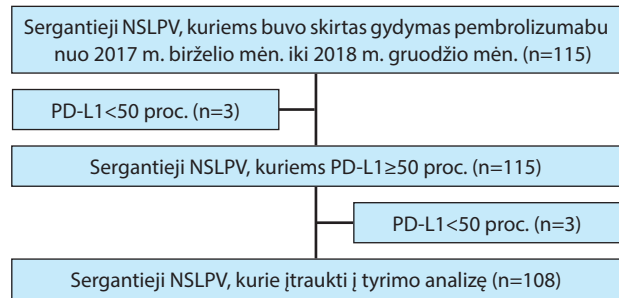 Sergantieji NSLPV, kuriems buvo skirtas gydymas pembrolizumabu
nuo 2017 m. birželio mėn. iki 2018 m. gruodžio mėn. (n=115)
PD-L1<50 proc. (n=3)
Sergantieji NSLPV, kuriems PD-L1≥50 proc. (n=115)
PD-L1<50 proc. (n=3)
Sergantieji NSLPV, kurie įtraukti į tyrimo analizę (n=108)